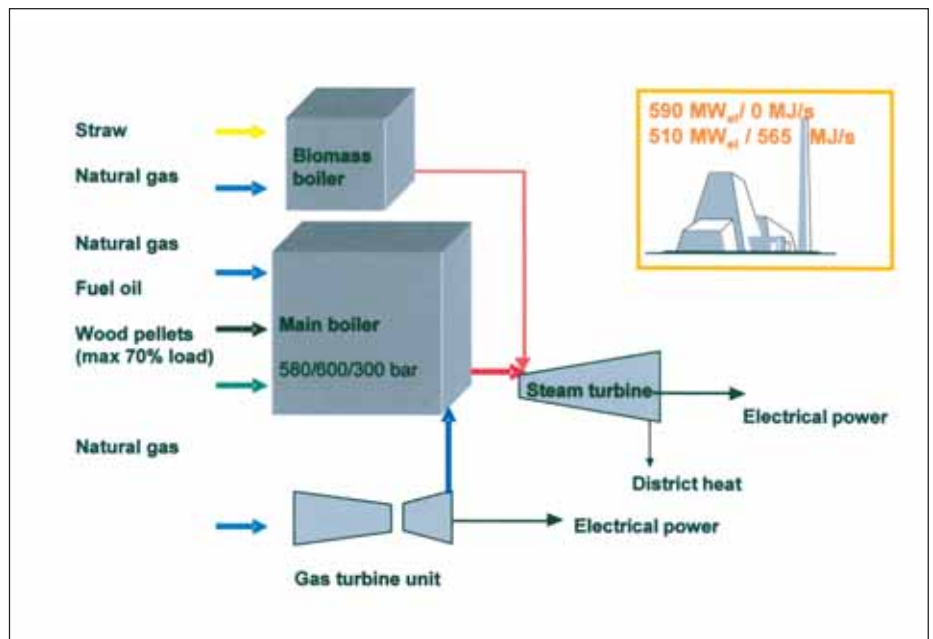 590 MWel/ 0 MJ/s
510 MWel / 565 MJ/s
Straw
Biomass
boiler
Natural gas
Natural gas
Fuel oil
Wood pellets
(max 70% load)
Main boiler
580/600/300 bar
Steam turbine
Electrical power
Natural gas
District heat
Electrical power
Gas turbine unit